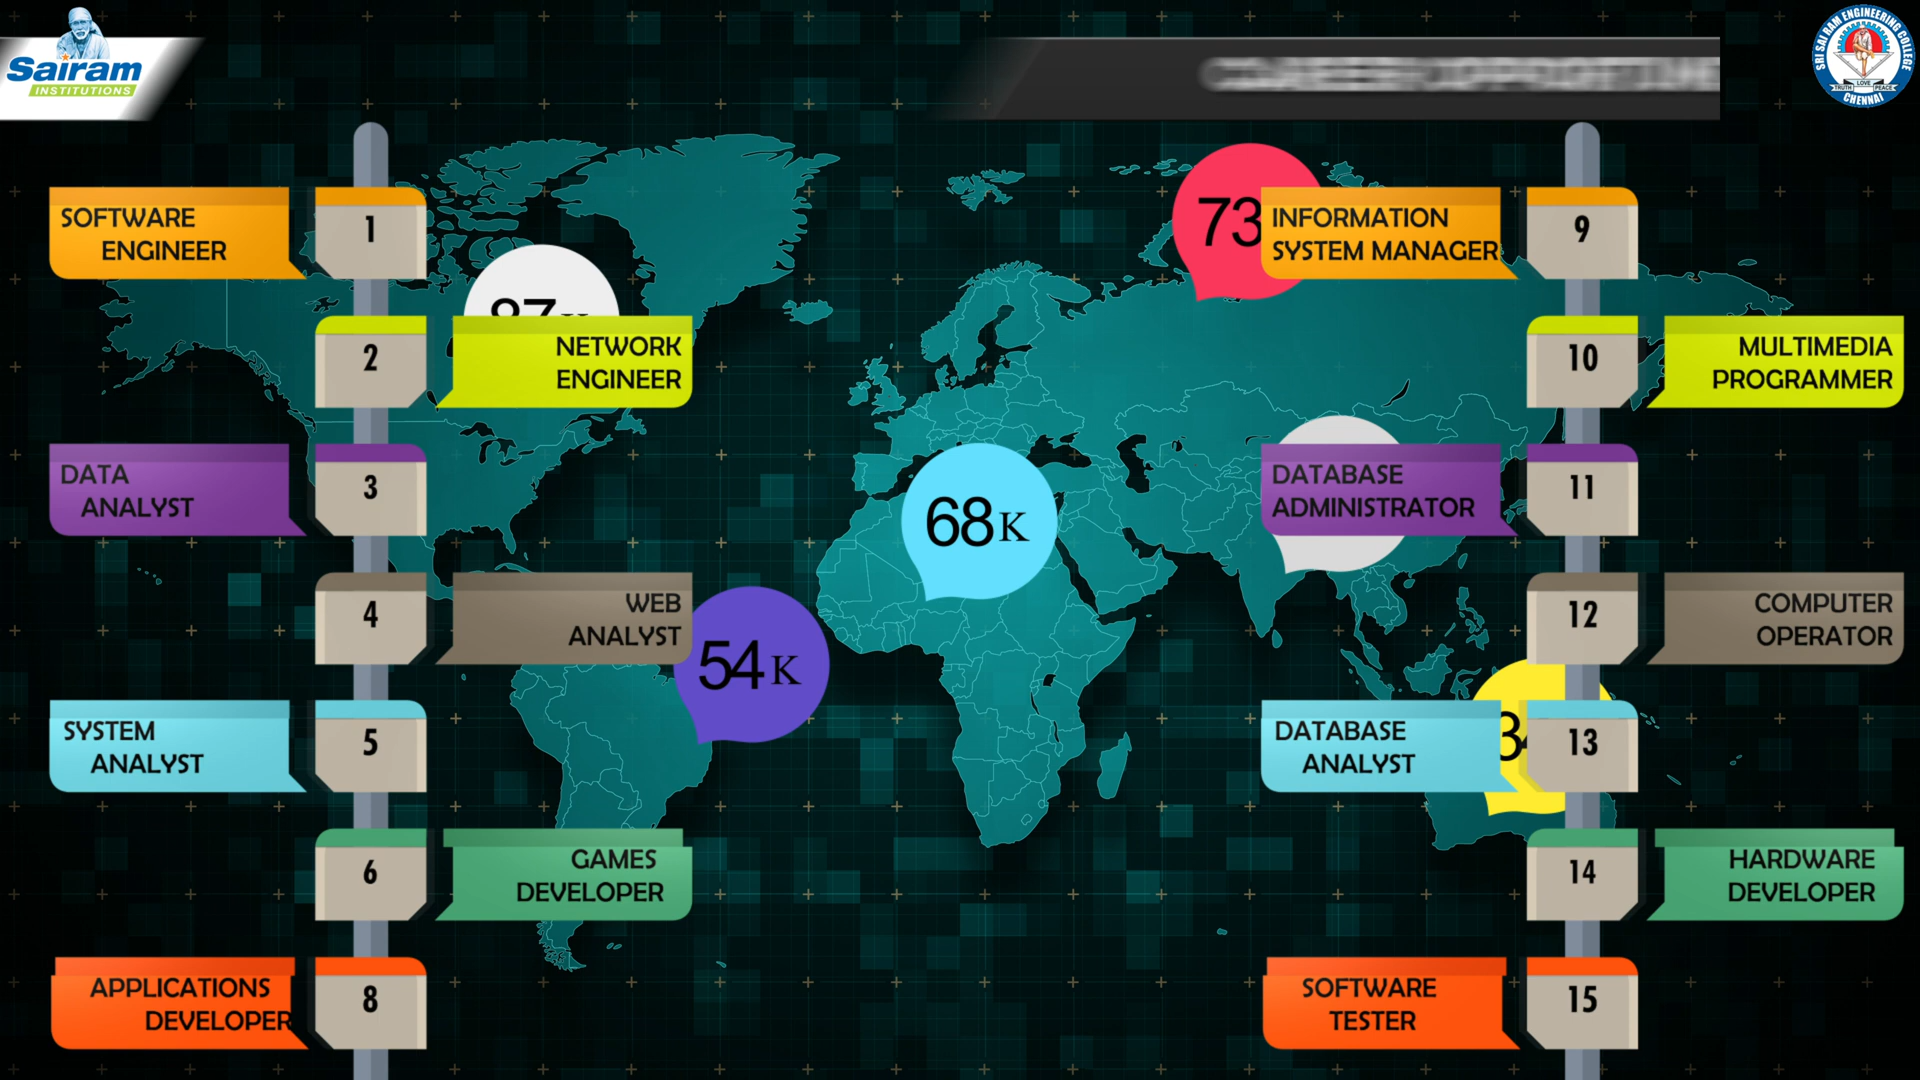 Sairam
INSTITUTIONS
SRI SAI RAM ENGINEERING COLLEGE
LOVE
TRUTH
PEACE
CHENNAI
SOFTWARE
ENGINEER
1
2
NETWORK
ENGINEER
DATA
ANALYST
3
4
WEB
ANALYST
SYSTEM
ANALYST
5
6
GAMES
DEVELOPER
APPLICATIONS
DEVELOPER
8
68K
54K
73
INFORMATION
SYSTEM MANAGER
9
10
MULTIMEDIA
PROGRAMMER
DATABASE
ADMINISTRATOR
11
12
COMPUTER
OPERATOR
DATABASE
ANALYST
13
14
HARDWARE
DEVELOPER
SOFTWARE
TESTER
15